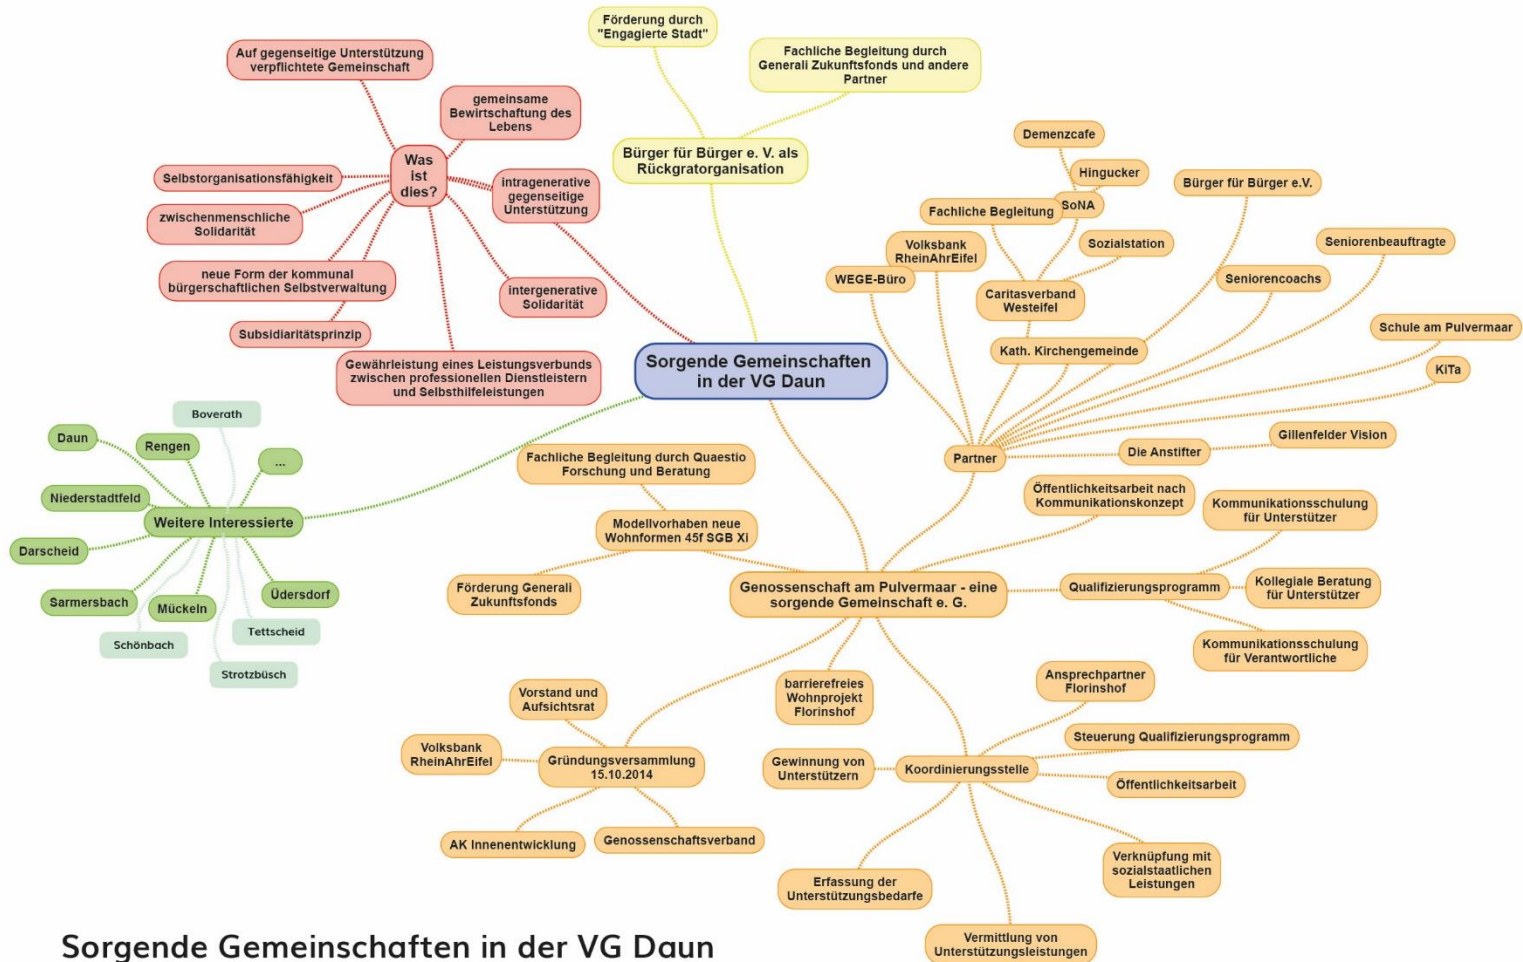 Förderung durch
"Engagierte Stadt"
Fachliche Begleitung durch
Generali Zukunftsfonds und andere
Partner
Bürger für Bürger e. V. als
Rückgratorganisation
Auf gegenseitige Unterstützung
verpflichtete Gemeinschaft
gemeinsame
Bewirtschaftung des
Lebens
Was
ist
dies?
Selbstorganisationsfähigkeit
intragenerative
gegenseitige
Unterstützung
zwischenmenschliche
Solidarität
neue Form der kommunal
bürgerschaftlichen Selbstverwaltung
intergenerative
Solidarität
Subsidiaritätsprinzip
Gewährleistung eines Leistungsverbunds
zwischen professionellen Dienstleistern
und Selbsthilfeleistungen
Sorgende Gemeinschaften
in der VG Daun
Demenzcafe
Hingucker
SoNA
Fachliche Begleitung
Bürger für Bürger e.V.
Volksbank
RheinAhrEifel
Sozialstation
Seniorenbeauftragte
WEGE-Büro
Caritasverband
Westeifel
Seniorencoachs
Kath. Kirchengemeinde
Schule am Pulvermaar
KiTa
Partner
Die Anstifter
Gillenfelder Vision
Boverath
Daun
Rengen
...
Niederstadtfeld
Weitere Interessierte
Darscheid
Sarmersbach
Mückeln
Üdersdorf
Schönbach
Tettscheid
Strotzbüsch
Fachliche Begleitung durch Quaestio
Forschung und Beratung
Modellvorhaben neue
Wohnformen 45f SGB Xi
Förderung Generali
Zukunftsfonds
Öffentlichkeitsarbeit nach
Kommunikationskonzept
Kommunikationsschulung
für Unterstützer
Genossenschaft am Pulvermaar - eine
sorgende Gemeinschaft e. G.
Qualifizierungsprogramm
Kollegiale Beratung
für Unterstützer
Kommunikationsschulung
für Verantwortliche
barrierefreies
Wohnprojekt
Florinshof
Vorstand und
Aufsichtsrat
Volksbank
RheinAhrEifel
Gründungsversammlung
15.10.2014
AK Innenentwicklung
Genossenschaftsverband
Ansprechpartner
Florinshof
Steuerung Qualifizierungsprogramm
Gewinnung von
Unterstützern
Koordinierungsstelle
Öffentlichkeitsarbeit
Verknüpfung mit
sozialstaatlichen
Leistungen
Erfassung der
Unterstützungsbedarfe
Vermittlung von
Unterstützungsleistungen
Sorgende Gemeinschaften in der VG Daun